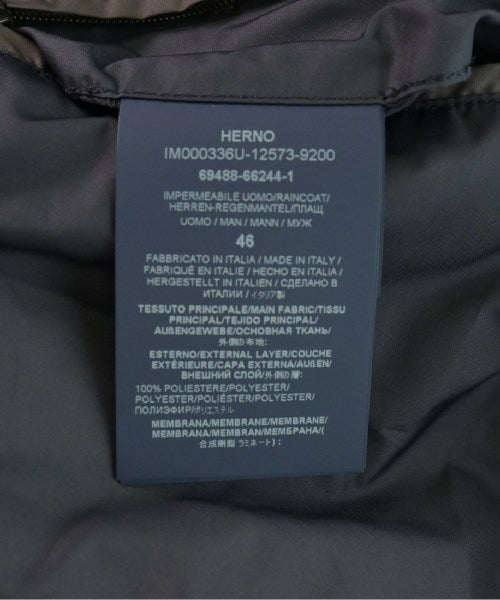 HERNO
IM000336U-12573-9200
69488-66244-1
IMPERMEABILE UOMO/RAINCOAT/
HERREN-REGENMANTEL/ПЛАЩ
UOMO / MAN / MANN / МУЖ
46
FABBRICATO IN ITALIA / MADE IN ITALY /
FABRIQUÉ EN ITALIE / HECHO EN ITALIA /
HERGESTELLT IN ITALIEN / СДЕЛАНО В
ИТАЛИИ / イタリア製
TESSUTO PRINCIPALE/MAIN FABRIC/TISSU
PRINCIPAL/TEJIDO PRINCIPAL/
AUßENGEWEBE/ОСНОВНАЯ ТКАНЬ/
外側の布地:
ESTERNO/EXTERNAL LAYER/COUCHE
EXTÉRIEURE/CAPA EXTERNA/AUßEN/
ВНЕШНИЙ СЛОЙ/外側の層:
100% POLIESTERE/POLYESTER/
POLYESTER/POLIÉSTER/POLYESTER/
ПОЛИЭФИР/ポリエステル
MEMBRANA/MEMBRANE/MEMBRANE/
MEMBRANA/MEMBRAN/МЕМБРАНА/(
合成樹脂 ラミネート):